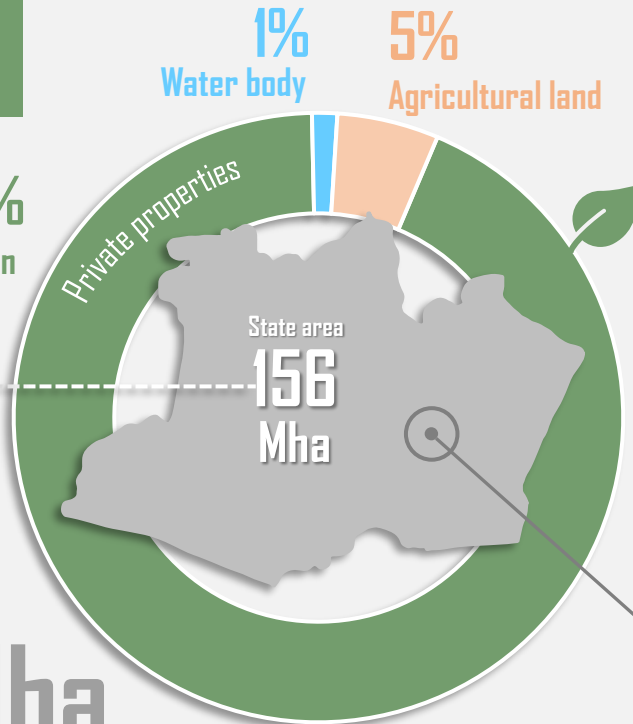 1%
Water body
5%
Agricultural land
%
n
Private properties
State area
156
Mha
ha